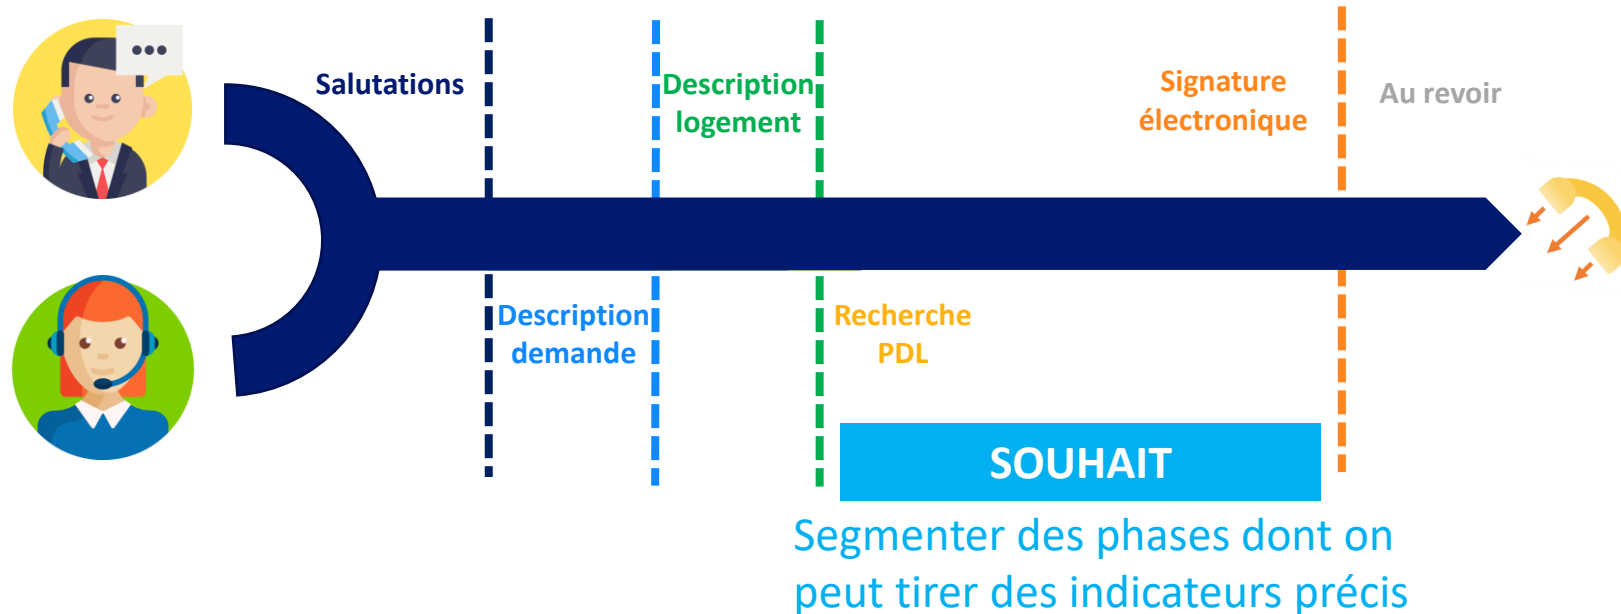 Salutations
Description
demande
Description
logement
Recherche
PDL
Signature
électronique
Au revoir
SOUHAIT
Segmenter des phases dont on
peut tirer des indicateurs précis